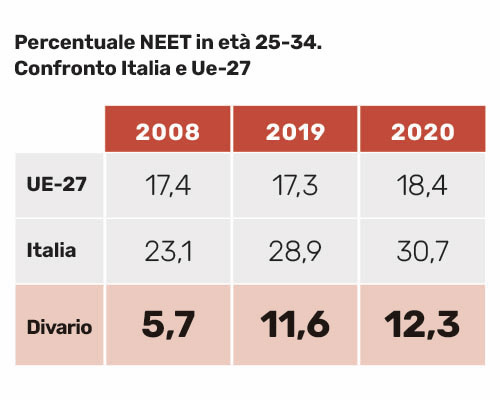 Percentuale NEET in età 25-34.
Confronto Italia e Ue-27
2008 2019 2020
UE-27 17,4 17,3 18,4
Italia 23,1 28,9 30,7
Divario 5,7 11,6 12,3